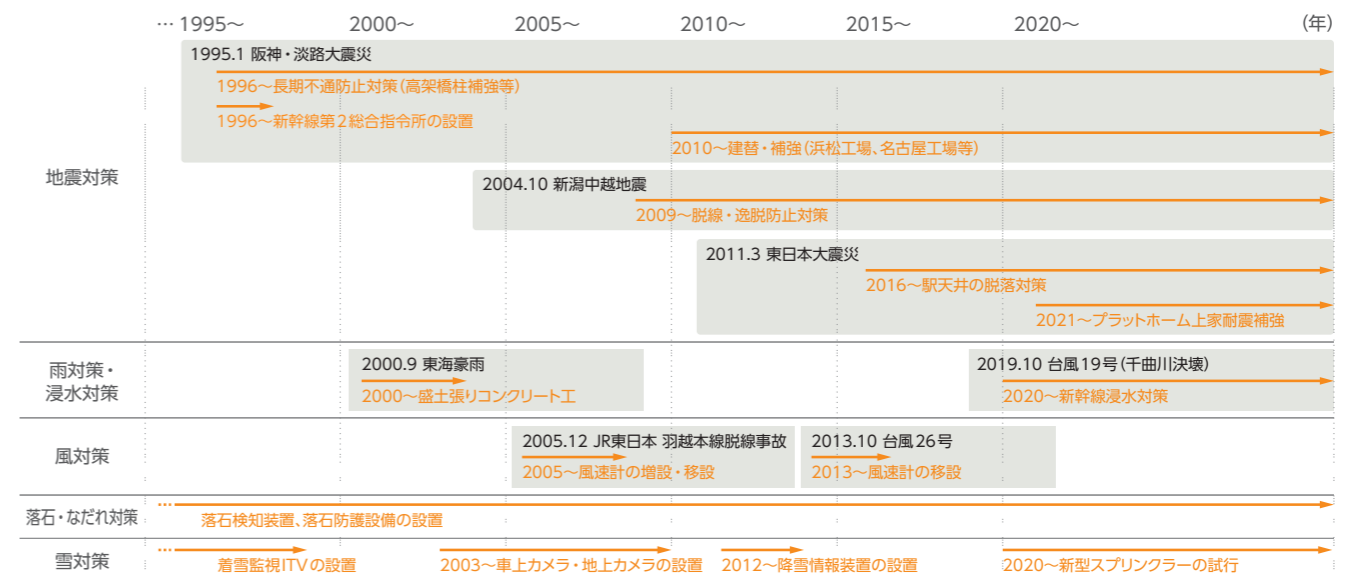 … 1995〜 2000〜 2005〜 2010〜 2015〜 2020〜 (年)
地震対策
1995.1 阪神・淡路大震災
1996〜長期不通防止対策(高架橋柱補強等)
1996〜新幹線第2総合指令所の設置
2010〜建替・補強(浜松工場、名古屋工場等)
2004.10 新潟中越地震
2009〜脱線・逸脱防止対策
2011.3 東日本大震災
2016〜駅天井の脱落対策
2021〜プラットホーム上家耐震補強
雨対策・
浸水対策
2000.9 東海豪雨
2000〜盛土張りコンクリート工
2019.10 台風19号(千曲川決壊)
2020〜新幹線浸水対策
風対策
2005.12 JR東日本 羽越本線脱線事故
2005〜風速計の増設・移設
2013.10 台風26号
2013〜風速計の移設
落石・なだれ対策
…
落石検知装置、落石防護設備の設置
雪対策
…
着雪監視ITVの設置
2003〜車上カメラ・地上カメラの設置
2012〜降雪情報装置の設置
2020〜新型スプリンクラーの試行